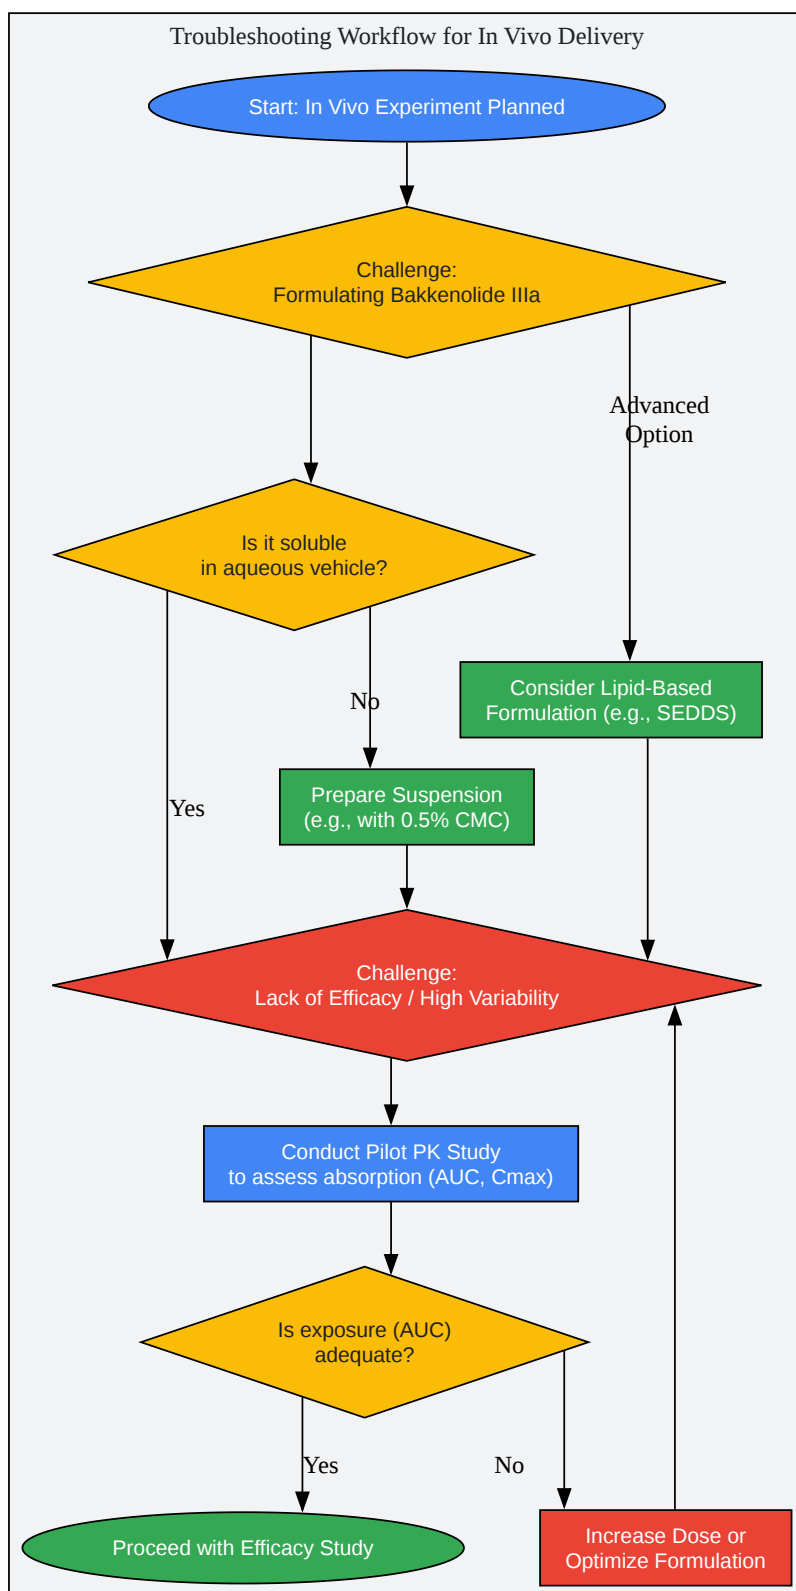 Troubleshooting Workflow for In Vivo Delivery
Start: In Vivo Experiment Planned
Challenge:
Formulating Bakkenolide IIIa
Advanced
Option
Is it soluble
in aqueous vehicle?
No
Consider Lipid-Based
Formulation (e.g., SEDDS)
Yes
Prepare Suspension
(e.g., with 0.5% CMC)
Challenge:
Lack of Efficacy / High Variability
Conduct Pilot PK Study
to assess absorption (AUC, Cmax)
Is exposure (AUC)
adequate?
Yes
No
Proceed with Efficacy Study
Increase Dose or
Optimize Formulation